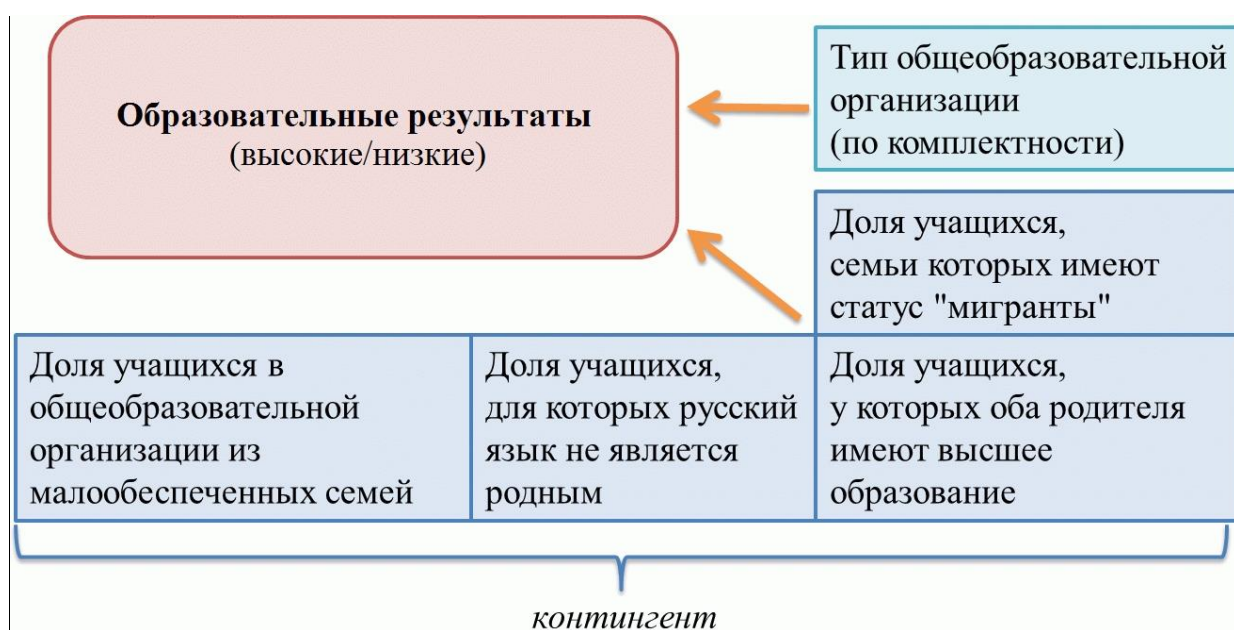 Образовательные результаты
(высокие/низкие)
Тип общеобразовательной
организации
(по комплектности)
Доля учащихся,
семьи которых имеют
статус "мигранты"
Доля учащихся в
общеобразовательной
организации из
малообеспеченных семей
Доля учащихся,
для которых русский
язык не является
родным
Доля учащихся,
у которых оба родителя
имеют высшее
образование
контингент